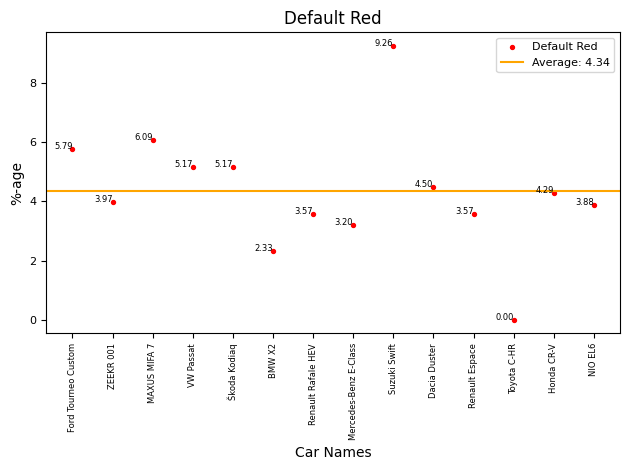 Default Red
Default Red
Average: 4.34
%-age
8
6
4
2
0
5.79
3.97
6.09
5.17
5.17
2.33
3.57
3.20
9.26
4.50
3.57
0.00
4.29
3.88
Ford Tourneo Custom
ZEEKR 001
MAXUS MIFA 7
VW Passat
Škoda Kodiaq
BMW X2
Renault Rafale HEV
Mercedes-Benz E-Class
Suzuki Swift
Dacia Duster
Renault Espace
Toyota C-HR
Honda CR-V
NIO EL6
Car Names